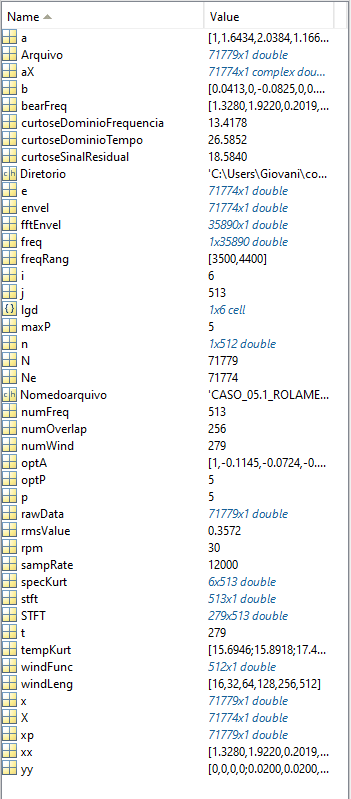 Name Value
a [1,1.6434,2.0384,1.166...
Arquivo 71779x1 double
aX 71774x1 complex dou...
b [0.0413,0,-0.0825,0,0....
bearFreq [1.3280,1.9220,0.2019,...
curtoseDominioFrequencia 13.4178
curtoseDominioTempo 26.5852
curtoseSinalResidual 18.5840
Diretorio 'C:\Users\Giovani\co...
e 71774x1 double
envel 71774x1 double
fftEnvel 35890x1 double
freq 1x35890 double
freqRang [3500,4400]
i 6
j 513
lgd 1x6 cell
maxP 5
n 1x512 double
N 71779
Ne 71774
Nomedoarquivo 'CASO_05.1_ROLAME...
numFreq 513
numOverlap 256
numWind 279
optA [1,-0.1145,-0.0724,-0....
optP 5
p 5
rawData 71779x1 double
rmsValue 0.3572
rpm 30
sampRate 12000
specKurt 6x513 double
stft 513x1 double
STFT 279x513 double
t 279
tempKurt [15.6946;15.8918;17.4...
windFunc 512x1 double
windLeng [16,32,64,128,256,512]
x 71779x1 double
X 71774x1 double
xp 71779x1 double
xx [1.3280,1.9220,0.2019,...
yy [0,0,0,0;0.0200,0.0200,...